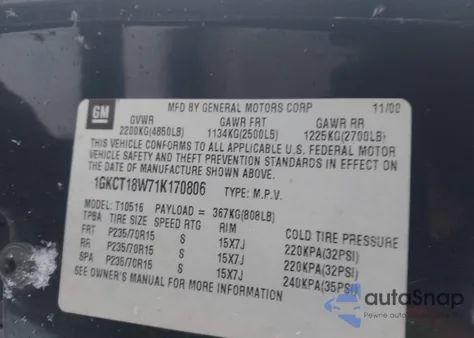 GM
MFD BY GENERAL MOTORS CORP 11/00
GVWR GAWR FRT GAWR RR
2200KG(4850LB) 1134KG(2500LB) 1225KG(2700LB)
THIS VEHICLE CONFORMS TO ALL APPLICABLE U.S. FEDERAL MOTOR
VEHICLE SAFETY AND THEFT PREVENTION STANDARDS IN EFFECT ON
THE DATE OF MANUFACTURE SHOWN ABOVE.
1GKCT18W71K170806 TYPE: M.P.V.
MODEL: T10516 PAYLOAD = 367KG(808LB)
TPBA TIRE SIZE SPEED RTG RIM COLD TIRE PRESSURE
FRT P235/70R15 S 15X7J 220KPA(32PSI)
RR P235/70R15 S 15X7J 220KPA(32PSI)
SPA P235/70R15 S 15X7J 240KPA(35PSI)
SEE OWNER'S MANUAL FOR MORE INFORMATION
autoSnap